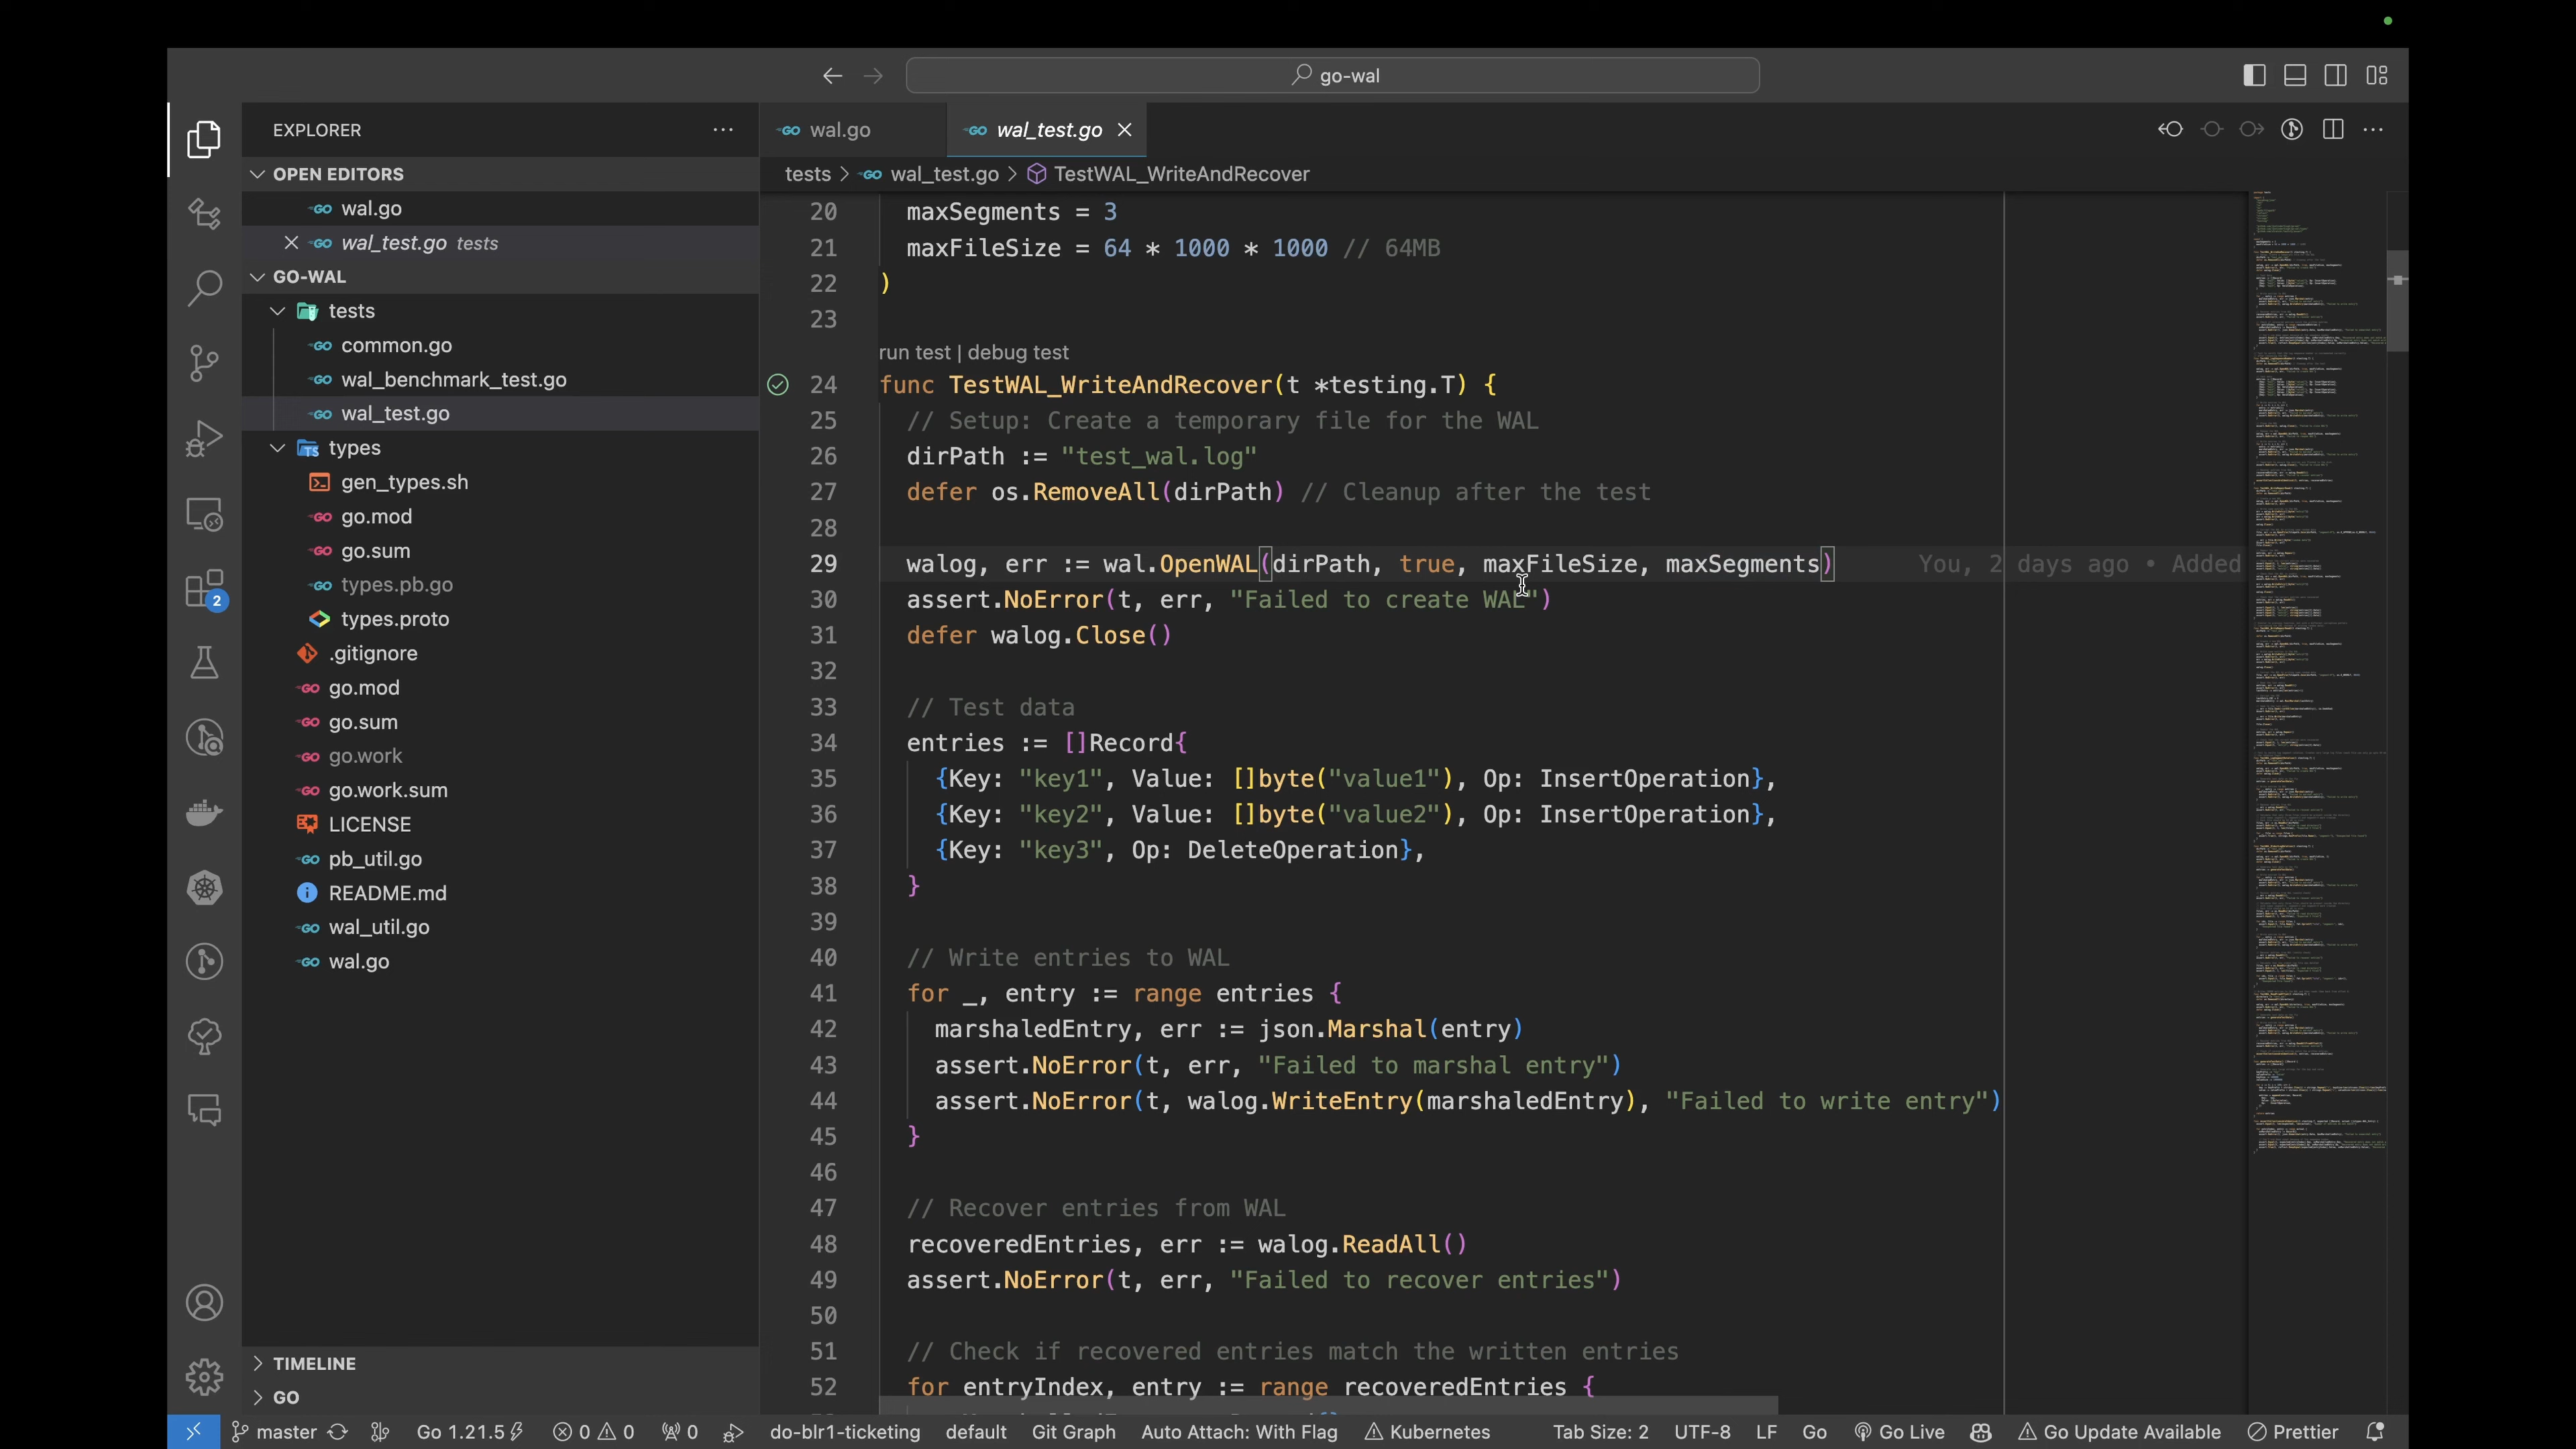 go-wal
EXPLORER
OPEN EDITORS
wal.go
wal_test.go tests
GO-WAL
tests
common.go
wal_benchmark_test.go
wal_test.go
types
gen_types.sh
go.mod
go.sum
types.pb.go
types.proto
.gitignore
go.mod
go.sum
go.work
go.work.sum
LICENSE
pb_util.go
README.md
wal_util.go
wal.go
TIMELINE
GO
2
wal.go
wal_test.go
tests > wal_test.go > TestWAL_WriteAndRecover
20 maxSegments = 3
21 maxFileSize = 64 * 1000 * 1000 // 64MB
22 )
23
run test | debug test
24 func TestWAL_WriteAndRecover(t *testing.T) {
25 // Setup: Create a temporary file for the WAL
26 dirPath := "test_wal.log"
27 defer os.RemoveAll(dirPath) // Cleanup after the test
28
29 walog, err := wal.OpenWAL(dirPath, true, maxFileSize, maxSegments) You, 2 days ago • Added
30 assert.NoError(t, err, "Failed to create WAL")
31 defer walog.Close()
32
33 // Test data
34 entries := []Record{
35 {Key: "key1", Value: []byte("value1"), Op: InsertOperation},
36 {Key: "key2", Value: []byte("value2"), Op: InsertOperation},
37 {Key: "key3", Op: DeleteOperation},
38 }
39
40 // Write entries to WAL
41 for _, entry := range entries {
42 marshaledEntry, err := json.Marshal(entry)
43 assert.NoError(t, err, "Failed to marshal entry")
44 assert.NoError(t, walog.WriteEntry(marshaledEntry), "Failed to write entry")
45 }
46
47 // Recover entries from WAL
48 recoveredEntries, err := walog.ReadAll()
49 assert.NoError(t, err, "Failed to recover entries")
50
51 // Check if recovered entries match the written entries
52 for entryIndex, entry := range recoveredEntries {
master Go 1.21.5 0 0 0 do-blr1-ticketing default Git Graph Auto Attach: With Flag Kubernetes Tab Size: 2 UTF-8 LF Go Go Live Go Update Available Prettier